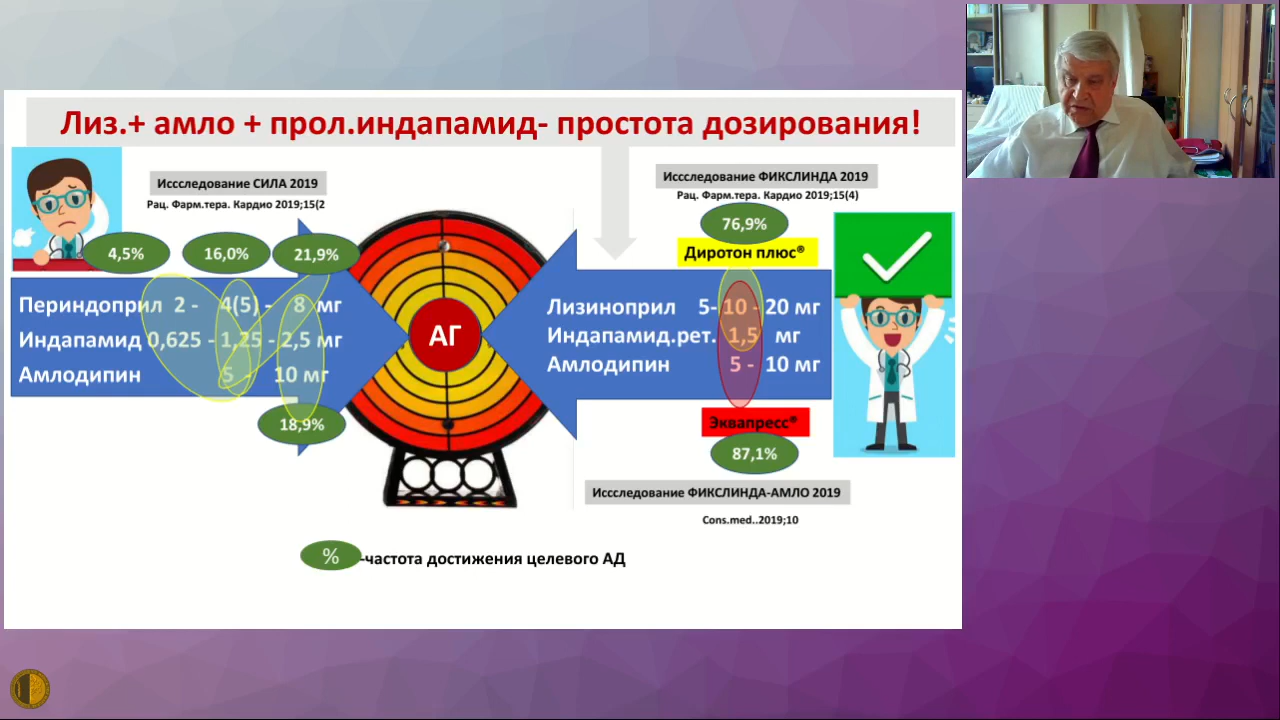 Лиз.+ амло + прол.индапамид- простота дозирования!
Иссследование СИЛА 2019
Рац. Фарм.тера. Кардио 2019;15(2
4,5%
16,0%
21,9%
Периндоприл 2 - 4(5) - 8 мг
Индапамид 0,625 - 1,25 - 2,5 мг
Амлодипин 5 - 10 мг
18,9%
АГ
Иссследование ФИКСЛИНДА 2019
Рац. Фарм.тера. Кардио 2019;15(4)
76,9%
Диротон плюс®
Лизиноприл 5- 10 - 20 мг
Индапамид.рет. 1,5 мг
Амлодипин 5 - 10 мг
Эквапресс®
87,1%
Иссследование ФИКСЛИНДА-АМЛО 2019
Cons.med..2019;10
% -частота достижения целевого АД